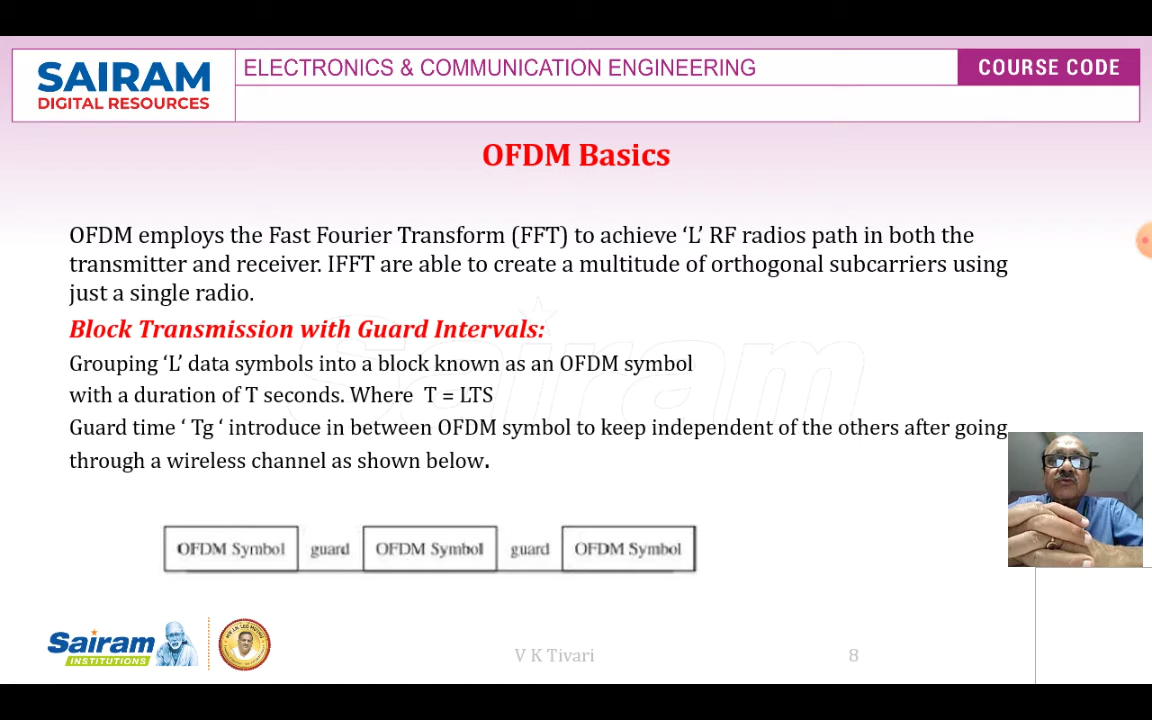 SAIRAM
DIGITAL RESOURCES
ELECTRONICS & COMMUNICATION ENGINEERING
COURSE CODE
OFDM Basics
OFDM employs the Fast Fourier Transform (FFT) to achieve ‘L’ RF radios path in both the
transmitter and receiver. IFFT are able to create a multitude of orthogonal subcarriers using
just a single radio.
Block Transmission with Guard Intervals:
Grouping ‘L’ data symbols into a block known as an OFDM symbol
with a duration of T seconds. Where T = LTS
Guard time ‘ Tg ‘ introduce in between OFDM symbol to keep independent of the others after going
through a wireless channel as shown below.
OFDM Symbol guard OFDM Symbol guard OFDM Symbol
Sairam
INSTITUTIONS
V K Tivari
8
Sairam